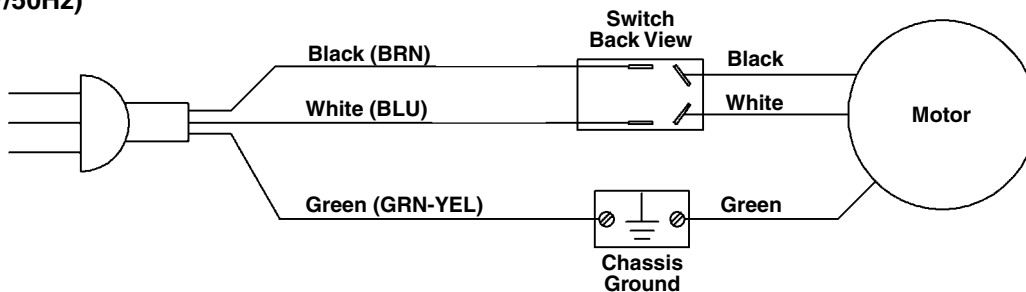 /50Hz)
Switch
Back View
Black (BRN)
Black
White (BLU)
White
Motor
Green (GRN-YEL)
Green
Chassis
Ground